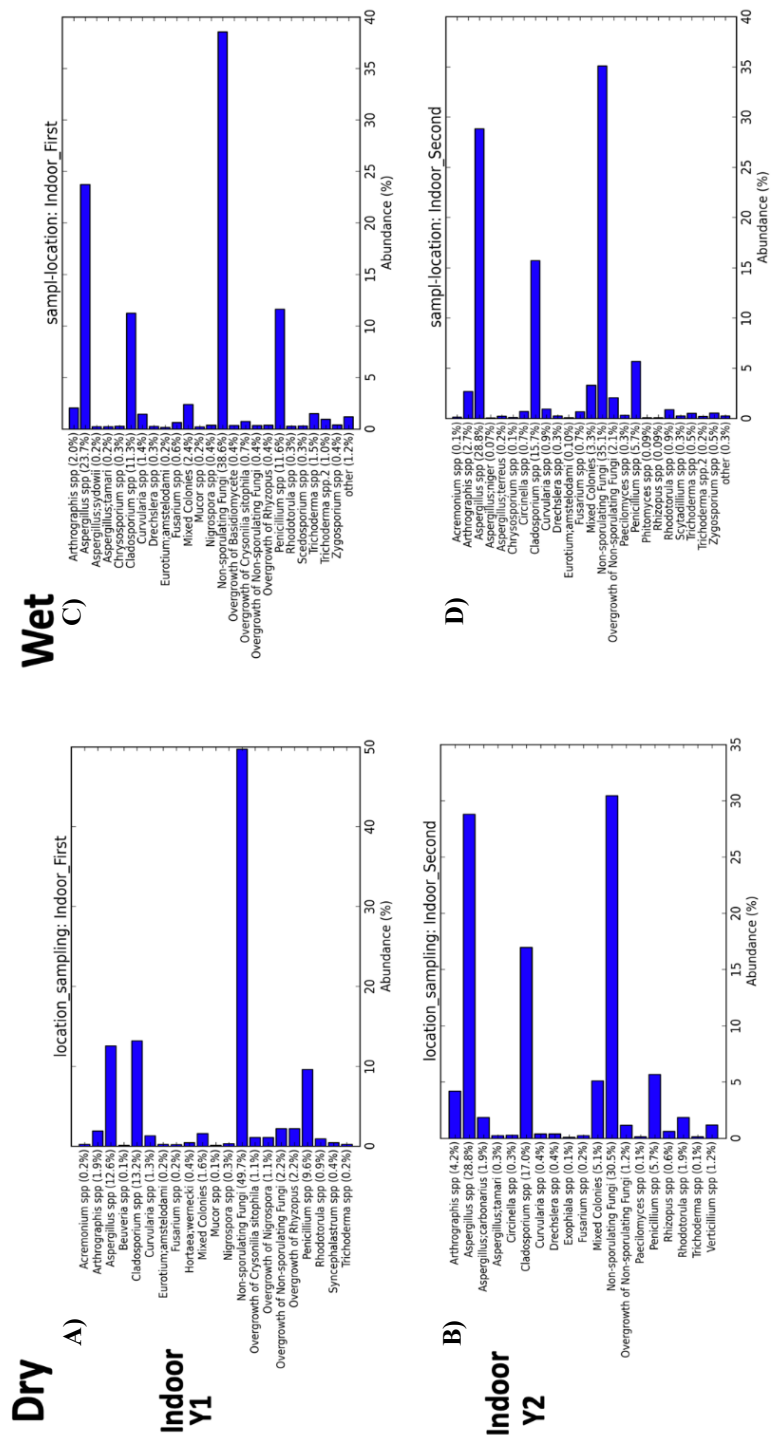 Dry
Wet
Indoor
Y1
A)
location_sampling: Indoor_First
Acremonium spp (0.2%)
Arthrographis spp (1.9%)
Aspergillus spp (12.6%)
Beuveria spp (0.1%)
Cladosporium spp (13.2%)
Curvularia spp (1.3%)
Eurotium;amstelodami (0.2%)
Fusarium spp (0.2%)
Hortaea;wernecki (0.4%)
Mixed Colonies (1.6%)
Mucor spp (0.1%)
Nigrospora spp (0.3%)
Non-sporulating Fungi (49.7%)
Overgrowth of Crysonilia sitophila (1.1%)
Overgrowth of Nigrospora (1.1%)
Overgrowth of Non-sporulating Fungi (2.2%)
Overgrowth of Rhyzopus (2.2%)
Penicillium spp (9.6%)
Rhodotorula spp (0.9%)
Syncephalastrum spp (0.4%)
Trichoderma spp (0.2%)
0 10 20 30 40 50
Abundance (%)
C)
sampl-location: Indoor_First
Arthrographis spp (2.0%)
Aspergillus spp (23.7%)
Aspergillus;sydowii (0.2%)
Aspergillus;tamari (0.2%)
Chrysosporium spp (0.3%)
Cladosporium spp (11.3%)
Curvularia spp (1.4%)
Drechslera spp (0.3%)
Eurotium;amstelodami (0.2%)
Fusarium spp (0.6%)
Mixed Colonies (2.4%)
Mucor spp (0.2%)
Nigrospora spp (0.4%)
Non-sporulating Fungi (38.6%)
Overgrowth of Basidiomycete (0.4%)
Overgrowth of Crysonilia sitophila (0.7%)
Overgrowth of Non-sporulating Fungi (0.4%)
Overgrowth of Rhyzopus (0.4%)
Penicillium spp (11.6%)
Rhodotorula spp (0.3%)
Scedosporium spp (0.3%)
Trichoderma spp (1.5%)
Trichoderma spp.2 (1.0%)
Zygosporium spp (0.4%)
other (1.2%)
0 5 10 15 20 25 30 35 40
Abundance (%)
Indoor
Y2
B)
location_sampling: Indoor_Second
Arthrographis spp (4.2%)
Aspergillus spp (28.8%)
Aspergillus;carbonarius (1.9%)
Aspergillus;tamari (0.3%)
Circinella spp (0.3%)
Cladosporium spp (17.0%)
Curvularia spp (0.4%)
Drechslera spp (0.4%)
Exophiala spp (0.1%)
Fusarium spp (0.2%)
Mixed Colonies (5.1%)
Non-sporulating Fungi (30.5%)
Overgrowth of Non-sporulating Fungi (1.2%)
Paecilomyces spp (0.1%)
Penicillium spp (5.7%)
Rhizopus spp (0.6%)
Rhodotorula spp (1.9%)
Trichoderma spp (0.1%)
Verticillium spp (1.2%)
0 5 10 15 20 25 30 35
Abundance (%)
D)
sampl-location: Indoor_Second
Acremonium spp (0.1%)
Arthrographis spp (2.7%)
Aspergillus spp (28.8%)
Aspergillus;niger (0.07%)
Aspergillus;terreus (0.2%)
Chrysosporium spp (0.1%)
Circinella spp (0.7%)
Cladosporium spp (15.7%)
Curvularia spp (0.9%)
Drechslera spp (0.3%)
Eurotium;amstelodami (0.10%)
Fusarium spp (0.7%)
Mixed Colonies (3.3%)
Non-sporulating Fungi (35.1%)
Overgrowth of Non-sporulating Fungi (2.1%)
Paecilomyces spp (0.3%)
Penicillium spp (5.7%)
Phitomyces spp (0.09%)
Rhizopus spp (0.09%)
Rhodotorula spp (0.9%)
Scytadillium spp (0.3%)
Trichoderma spp (0.5%)
Trichoderma spp.2 (0.2%)
Zygosporium spp (0.5%)
other (0.3%)
0 5 10 15 20 25 30 35 40
Abundance (%)